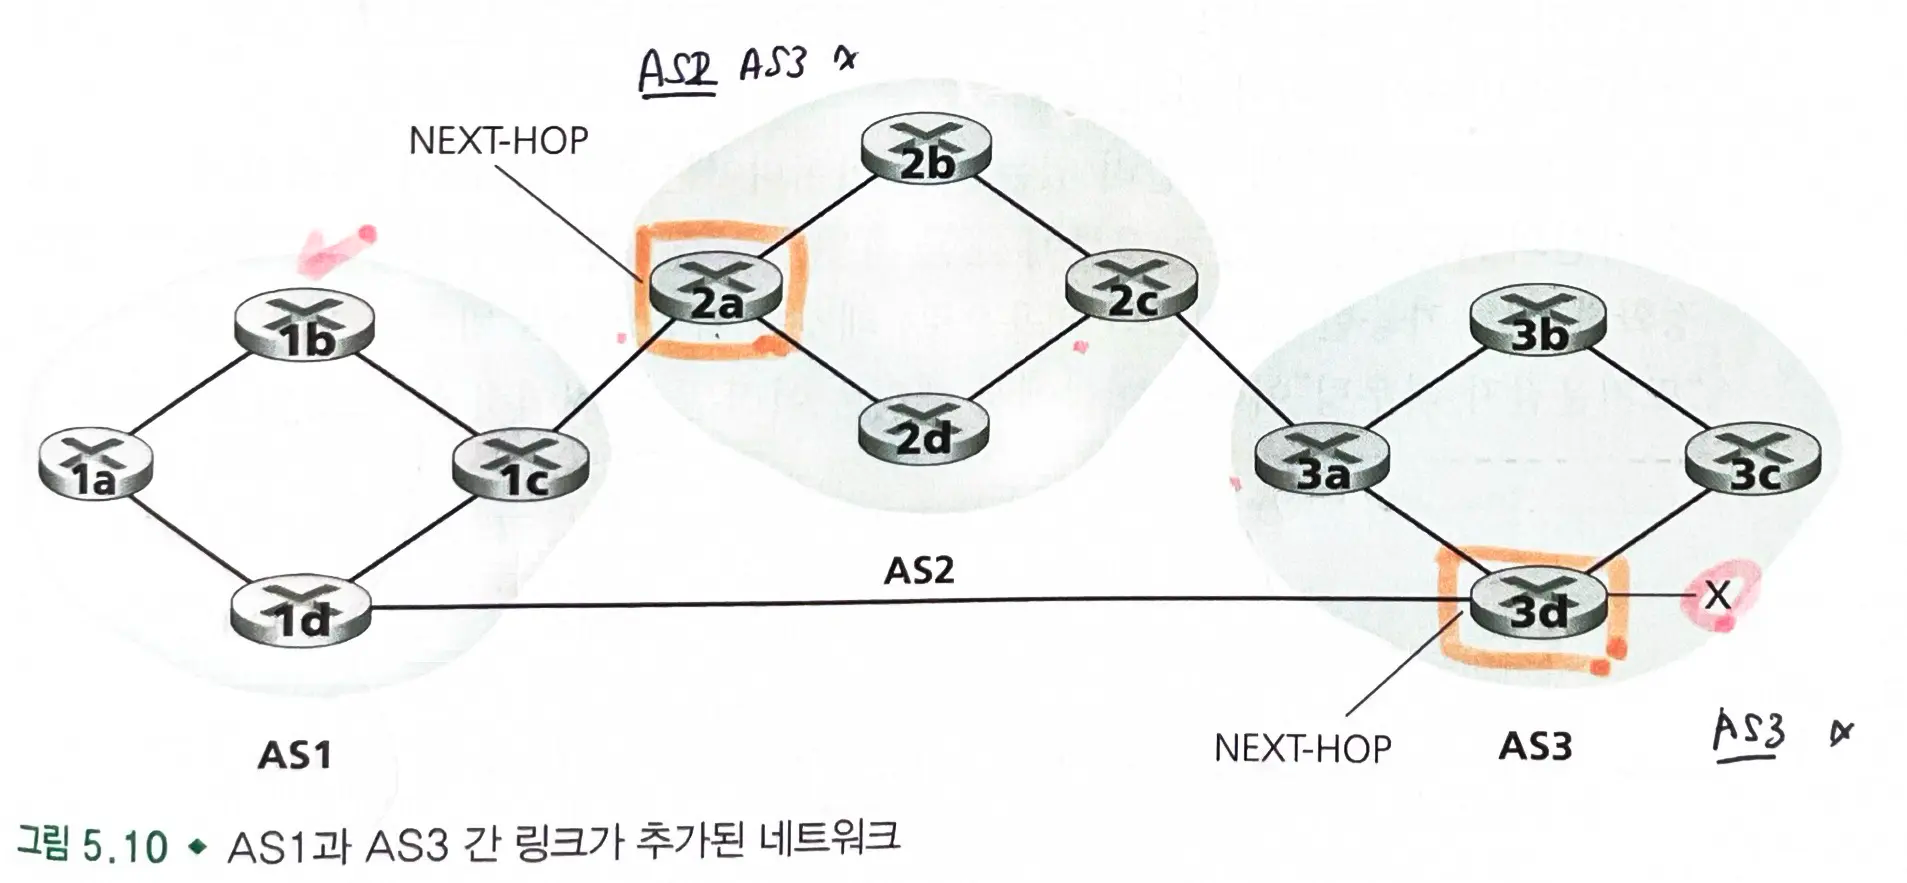 AS2 AS3 x
NEXT-HOP
2b
2a
2c
1b
3b
2d
1a
1c
3a
3c
AS2
1d
3d
X
NEXT-HOP
AS3
AS3 x
AS1
그림 5.10 ◆ AS1과 AS3 간 링크가 추가된 네트워크